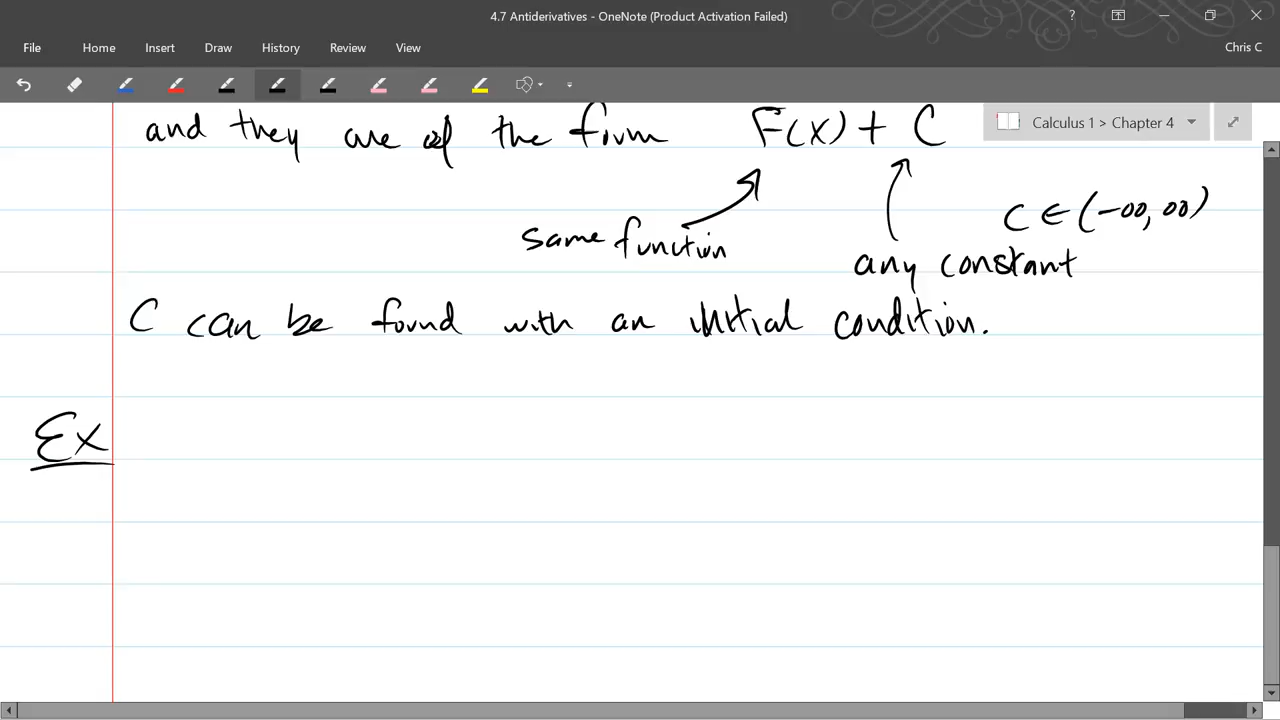 4.7 Antiderivatives - OneNote (Product Activation Failed)
?
File Home Insert Draw History Review View Chris C
Calculus 1 > Chapter 4
and they are of the form F(x) + C
C ∈ (-∞, ∞)
same function
any constant
C can be found with an initial condition.
Ex